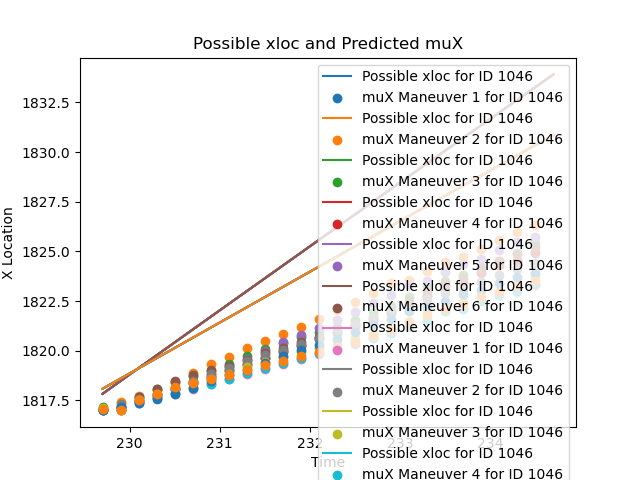 Possible xloc and Predicted muX
X Location
1832.5
1830.0
1827.5
1825.0
1822.5
1820.0
1817.5
230
231
232
233
234
Time
Possible xloc for ID 1046
muX Maneuver 1 for ID 1046
Possible xloc for ID 1046
muX Maneuver 2 for ID 1046
Possible xloc for ID 1046
muX Maneuver 3 for ID 1046
Possible xloc for ID 1046
muX Maneuver 4 for ID 1046
Possible xloc for ID 1046
muX Maneuver 5 for ID 1046
Possible xloc for ID 1046
muX Maneuver 6 for ID 1046
Possible xloc for ID 1046
muX Maneuver 1 for ID 1046
Possible xloc for ID 1046
muX Maneuver 2 for ID 1046
Possible xloc for ID 1046
muX Maneuver 3 for ID 1046
Possible xloc for ID 1046
muX Maneuver 4 for ID 1046